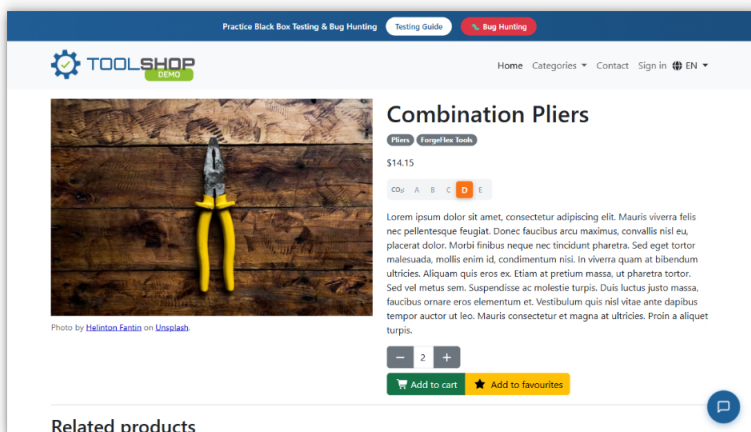 Practice Black Box Testing & Bug Hunting Testing Guide Bug Hunting
TOOLSHOP
DEMO
Home Categories Contact Sign in EN
Combination Pliers
Pliers ForgeFlex Tools
$14.15
CO₂: A B C D E
Lorem ipsum dolor sit amet, consectetur adipiscing elit. Mauris viverra felis
nec pellentesque feugiat. Donec faucibus arcu maximus, convallis nisl eu,
placerat dolor. Morbi finibus neque nec tincidunt pharetra. Sed eget tortor
malesuada, mollis enim id, condimentum nisi. In viverra quam at bibendum
ultricies. Aliquam quis eros ex. Etiam at pretium massa, ut pharetra tortor.
Sed vel metus sem. Suspendisse ac molestie turpis. Duis luctus justo massa,
faucibus ornare eros elementum et. Vestibulum quis nisl vitae ante dapibus
tempor auctor ut leo. Mauris consectetur et magna at ultricies. Proin a aliquet
turpis.
Photo by Helinton Fantin on Unsplash.
2
Add to cart Add to favourites
Related products